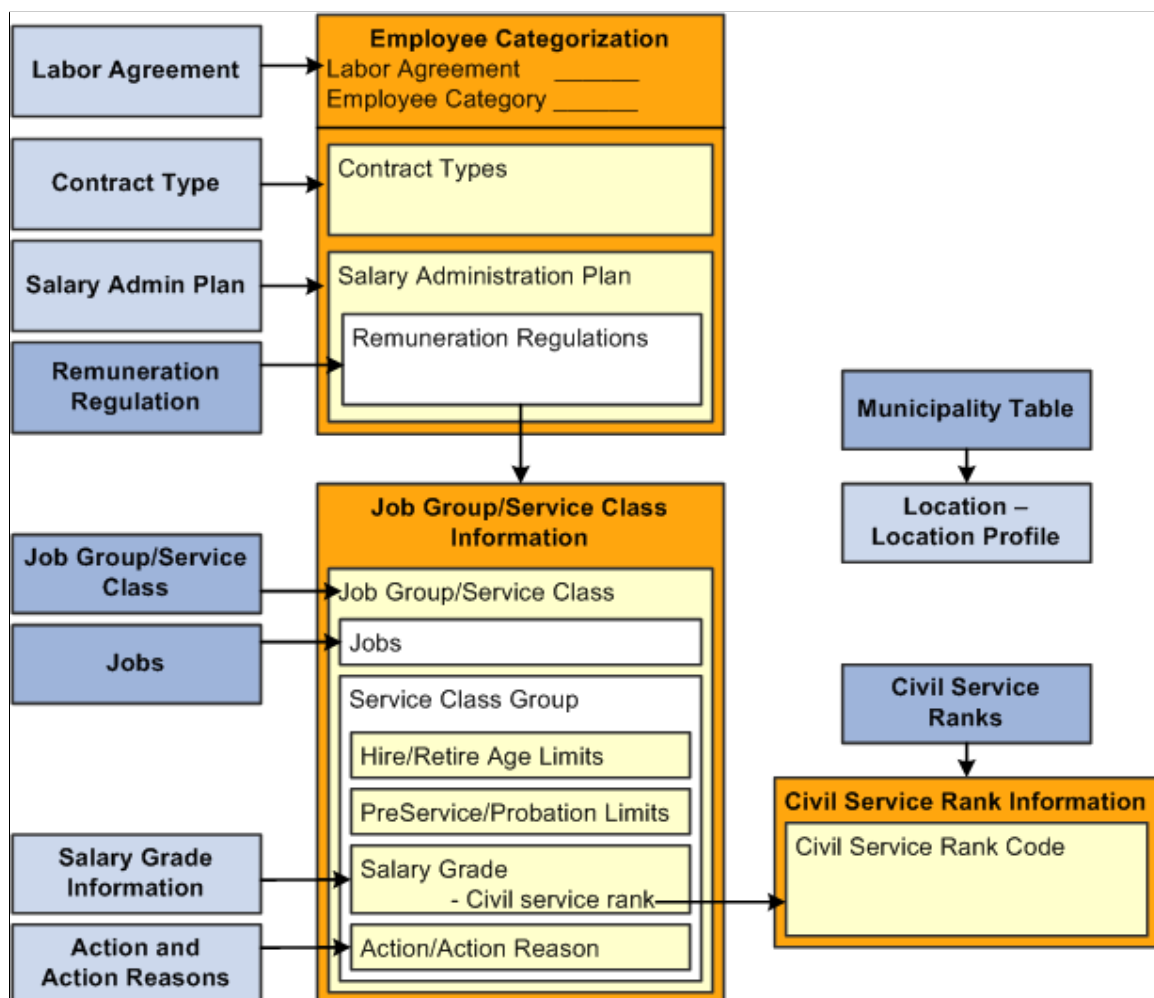 Labor Agreement
Employee Categorization
Labor Agreement ______
Employee Category ______
Contract Type
Contract Types
Salary Admin Plan
Salary Administration Plan
Remuneration
Regulation
Remuneration Regulations
Municipality Table
Location –
Location Profile
Job Group/Service Class
Information
Job Group/Service
Class
Job Group/Service Class
Jobs
Jobs
Service Class Group
Hire/Retire Age Limits
PreService/Probation Limits
Salary Grade
Information
Salary Grade
- Civil service rank
Action and
Action Reasons
Action/Action Reason
Civil Service
Ranks
Civil Service Rank Information
Civil Service Rank Code